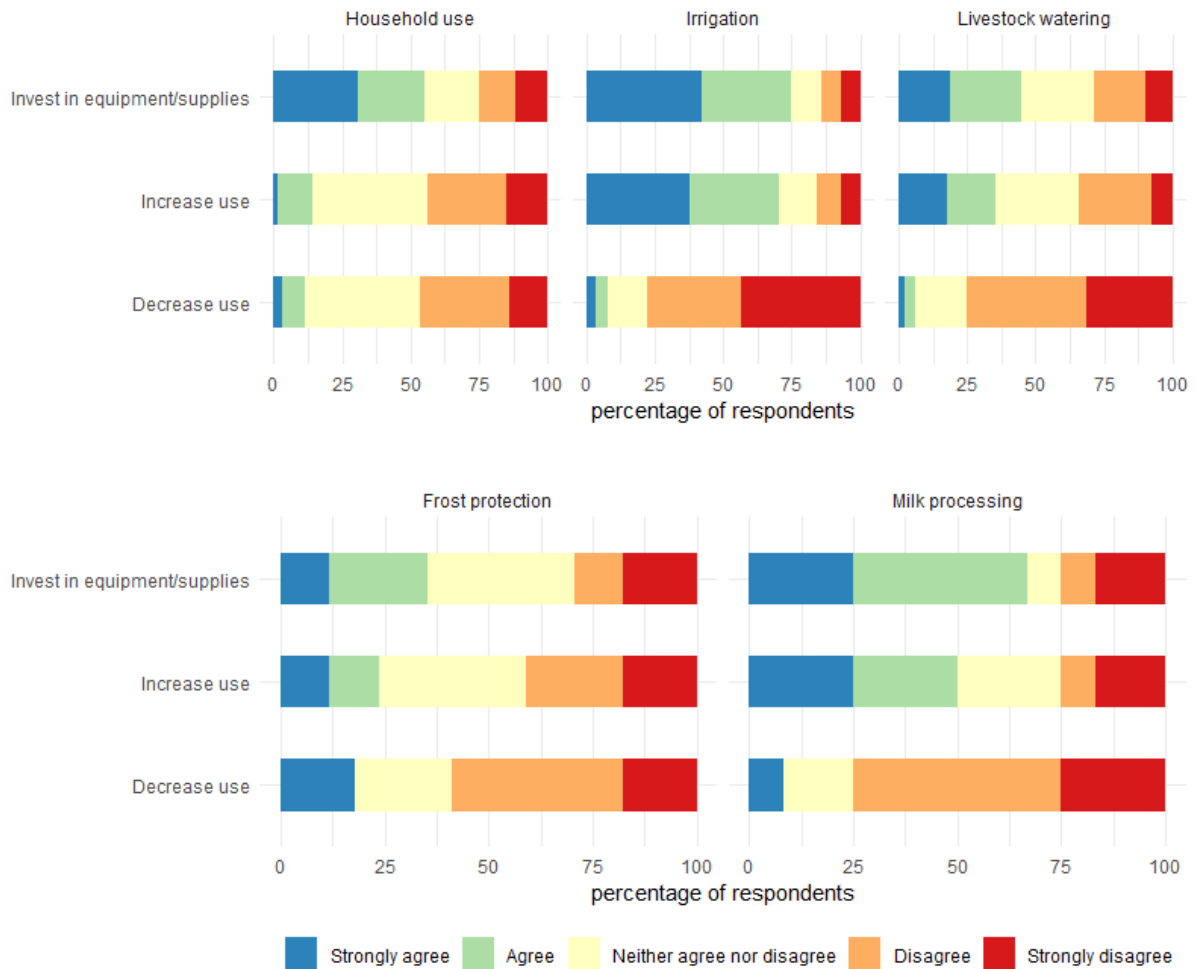 Household use
Irrigation
Livestock watering
Invest in equipment/supplies
Increase use
Decrease use
0 25 50 75 100
0 25 50 75 100
0 25 50 75 100
percentage of respondents
Frost protection
Milk processing
Invest in equipment/supplies
Increase use
Decrease use
0 25 50 75 100
0 25 50 75 100
percentage of respondents
Strongly agree
Agree
Neither agree nor disagree
Disagree
Strongly disagree